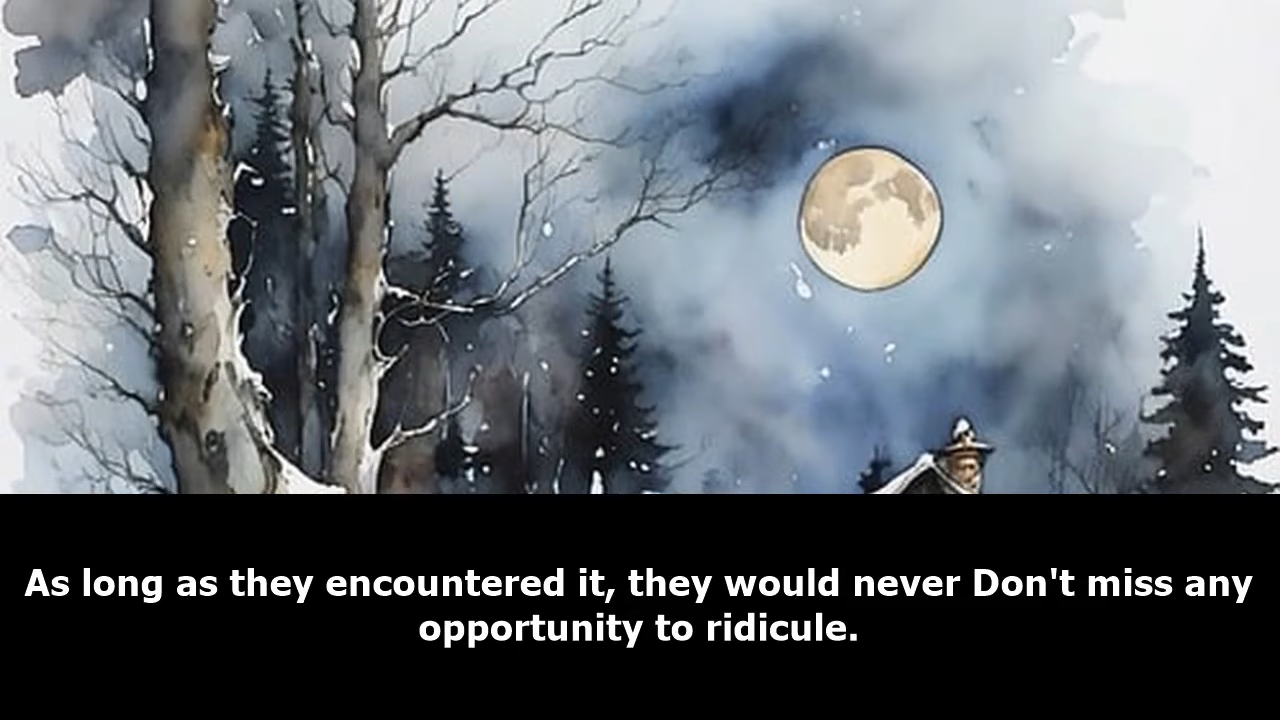 As long as they encountered it, they would never Don't miss any
opportunity to ridicule.